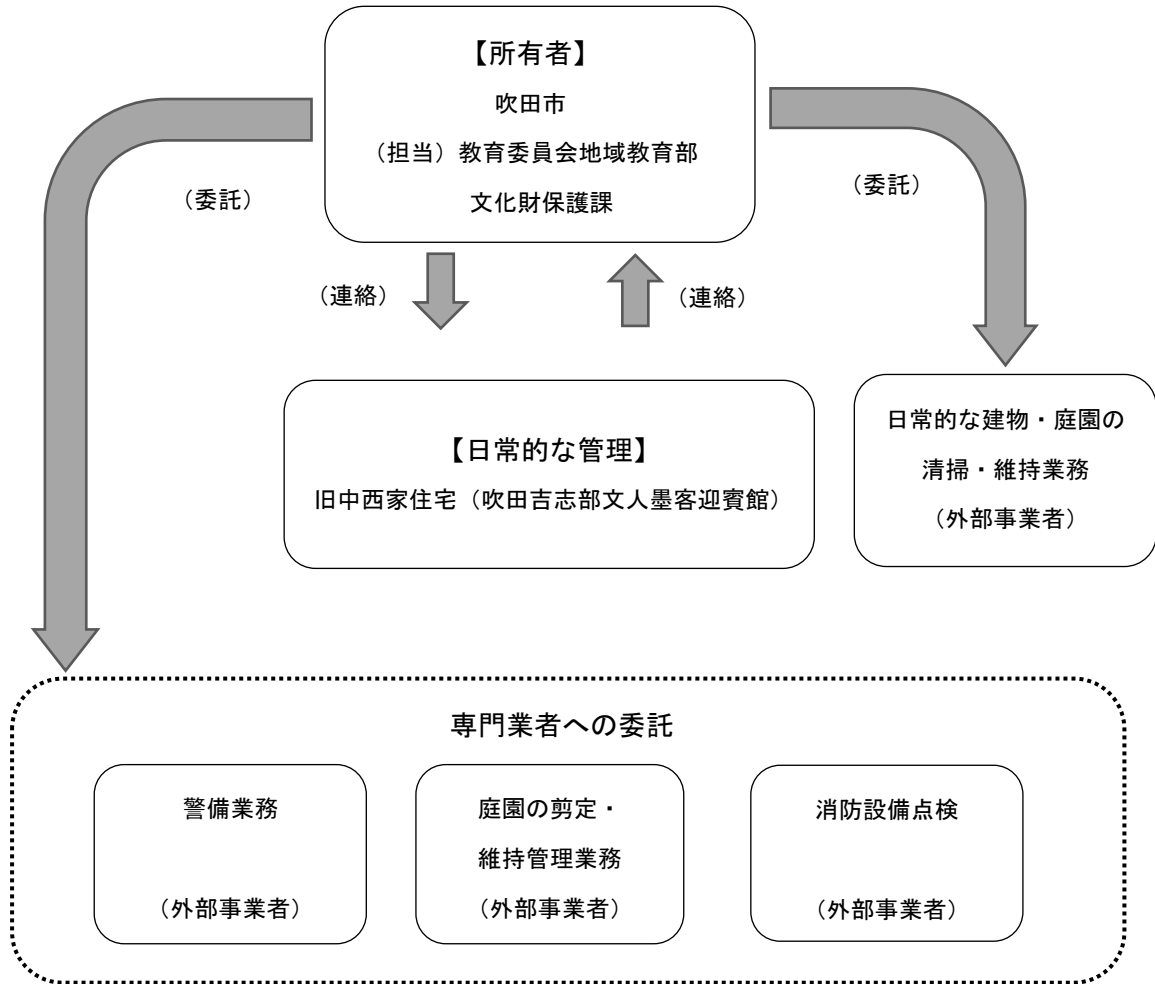 【所有者】
吹田市
（担当）教育委員会地域教育部
文化財保護課
（委託）
（委託）
（連絡）
（連絡）
【日常的な管理】
旧中西家住宅（吹田吉志部文人墨客迎賓館）
日常的な建物・庭園の
清掃・維持業務
（外部事業者）
専門業者への委託
警備業務
（外部事業者）
庭園の剪定・
維持管理業務
（外部事業者）
消防設備点検
（外部事業者）